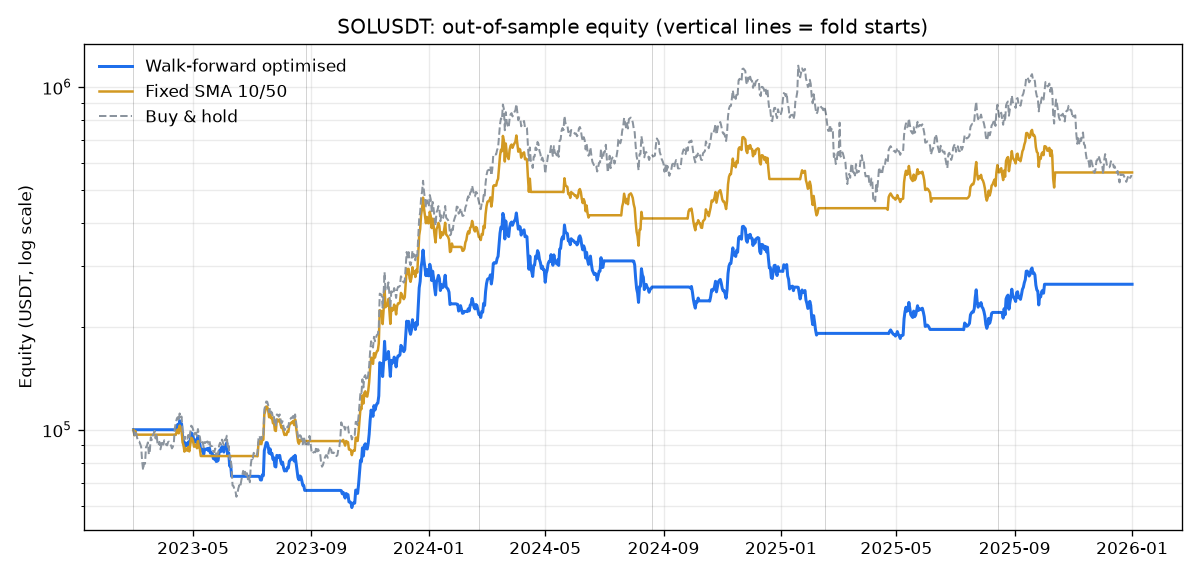 SOLUSDT: out-of-sample equity (vertical lines = fold starts)
Walk-forward optimised
Fixed SMA 10/50
Buy & hold
Equity (USDT, log scale)
10⁶
10⁵
2023-05 2023-09 2024-01 2024-05 2024-09 2025-01 2025-05 2025-09 2026-01